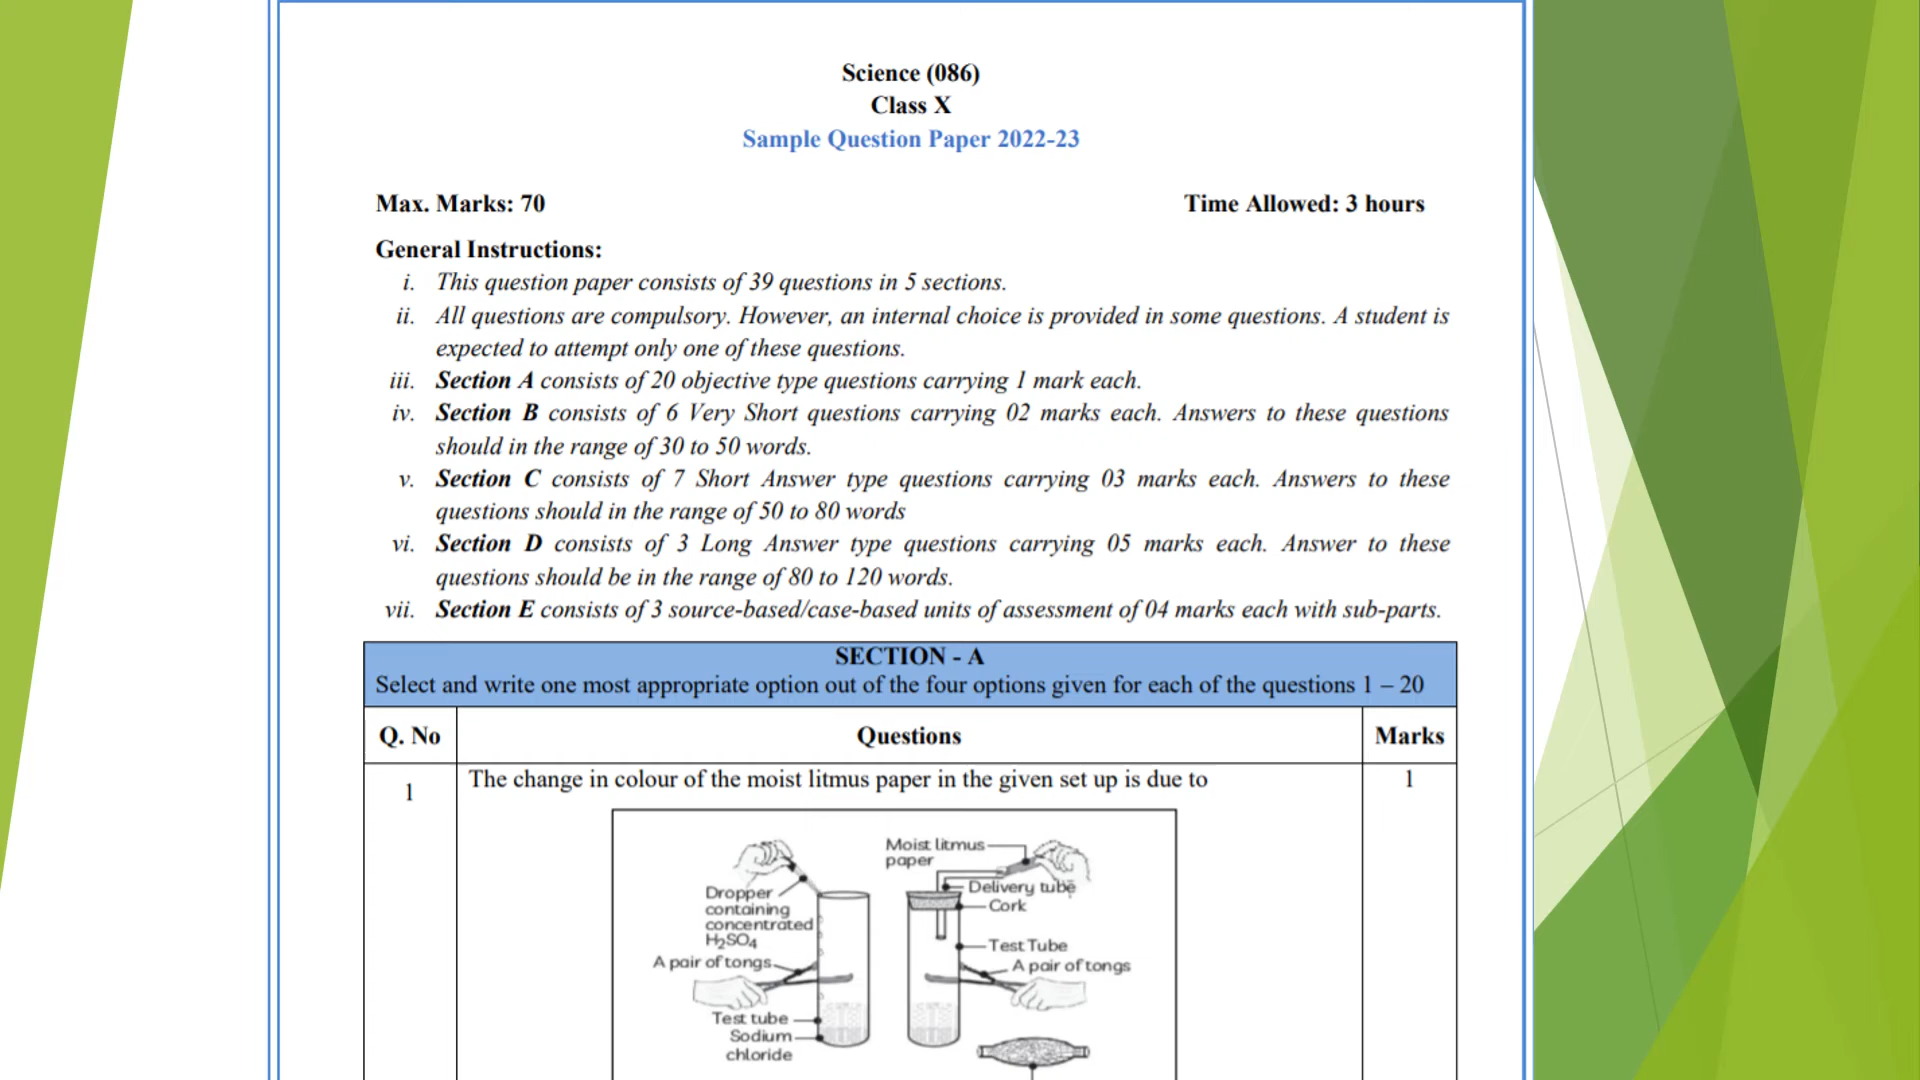 Science (086)
Class X
Sample Question Paper 2022-23
Max. Marks: 70 Time Allowed: 3 hours
General Instructions:
i. This question paper consists of 39 questions in 5 sections.
ii. All questions are compulsory. However, an internal choice is provided in some questions. A student is
expected to attempt only one of these questions.
iii. Section A consists of 20 objective type questions carrying 1 mark each.
iv. Section B consists of 6 Very Short questions carrying 02 marks each. Answers to these questions
should in the range of 30 to 50 words.
v. Section C consists of 7 Short Answer type questions carrying 03 marks each. Answers to these
questions should in the range of 50 to 80 words
vi. Section D consists of 3 Long Answer type questions carrying 05 marks each. Answer to these
questions should be in the range of 80 to 120 words.
vii. Section E consists of 3 source-based/case-based units of assessment of 04 marks each with sub-parts.
SECTION - A
Select and write one most appropriate option out of the four options given for each of the questions 1 – 20
Q. No Questions Marks
1 The change in colour of the moist litmus paper in the given set up is due to 1
Dropper
containing
concentrated
H₂SO₄
A pair of tongs
Test tube
Sodium
chloride
Moist litmus
paper
Delivery tube
Cork
Test Tube
A pair of tongs